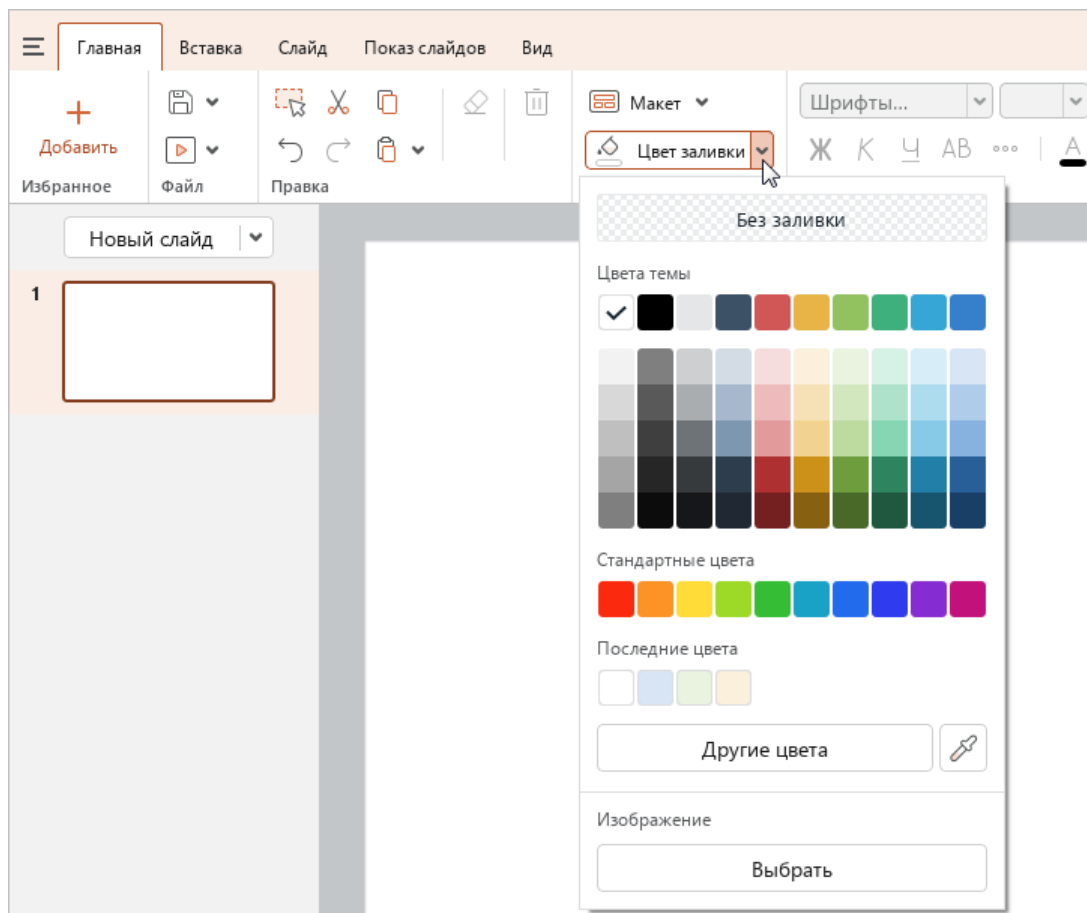 Главная Вставка Слайд Показ слайдов Вид
Добавить
Макет
Шрифты...
Цвет заливки
Ж К Ч АВ А
Избранное Файл Правка
Новый слайд
1
Без заливки
Цвета темы
Стандартные цвета
Последние цвета
Другие цвета
Изображение
Выбрать